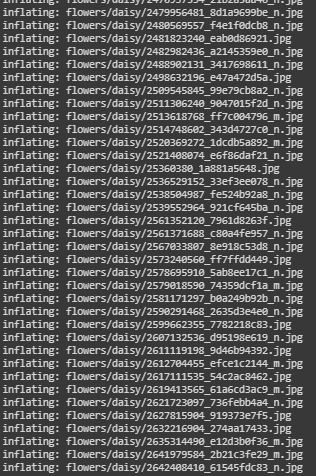 inflating: flowers/daisy/2479956481_8d1a9699be_n.jpg
inflating: flowers/daisy/2480569557_f4e1f0dcb8_n.jpg
inflating: flowers/daisy/2481823240_eab0d86921.jpg
inflating: flowers/daisy/2482982436_a2145359e0_n.jpg
inflating: flowers/daisy/2488902131_3417698611_n.jpg
inflating: flowers/daisy/2498632196_e47a472d5a.jpg
inflating: flowers/daisy/2509545845_99e79cb8a2_n.jpg
inflating: flowers/daisy/2511306240_9047015f2d_n.jpg
inflating: flowers/daisy/2513618768_ff7c004796_m.jpg
inflating: flowers/daisy/2514748602_343d4727c0_n.jpg
inflating: flowers/daisy/2520369272_1dcdb5a892_m.jpg
inflating: flowers/daisy/2521408074_e6f86daf21_n.jpg
inflating: flowers/daisy/25360380_1a881a5648.jpg
inflating: flowers/daisy/2536529152_33ef3ee078_n.jpg
inflating: flowers/daisy/2538504987_fe524b92a8_n.jpg
inflating: flowers/daisy/2539552964_921cf645ba_n.jpg
inflating: flowers/daisy/2561352120_7961d8263f.jpg
inflating: flowers/daisy/2561371688_c80a4fe957_n.jpg
inflating: flowers/daisy/2567033807_8e918c53d8_n.jpg
inflating: flowers/daisy/2573240560_ff7ffdd449.jpg
inflating: flowers/daisy/2578695910_5ab8ee17c1_n.jpg
inflating: flowers/daisy/2579018590_74359dcf1a_m.jpg
inflating: flowers/daisy/2581171297_b0a249b92b_n.jpg
inflating: flowers/daisy/2590291468_2635d3e4e0_n.jpg
inflating: flowers/daisy/2599662355_7782218c83.jpg
inflating: flowers/daisy/2607132536_d95198e619_n.jpg
inflating: flowers/daisy/2611119198_9d46b94392.jpg
inflating: flowers/daisy/2612704455_efce1c2144_m.jpg
inflating: flowers/daisy/2617111535_54c2ac8462.jpg
inflating: flowers/daisy/2619413565_61a6cd3ac9_m.jpg
inflating: flowers/daisy/2621723097_736febb4a4_n.jpg
inflating: flowers/daisy/2627815904_919373e7f5.jpg
inflating: flowers/daisy/2632216904_274aa17433.jpg
inflating: flowers/daisy/2635314490_e12d3b0f36_m.jpg
inflating: flowers/daisy/2641979584_2b21c3fe29_m.jpg
inflating: flowers/daisy/2642408410_61545fdc83_n.jpg